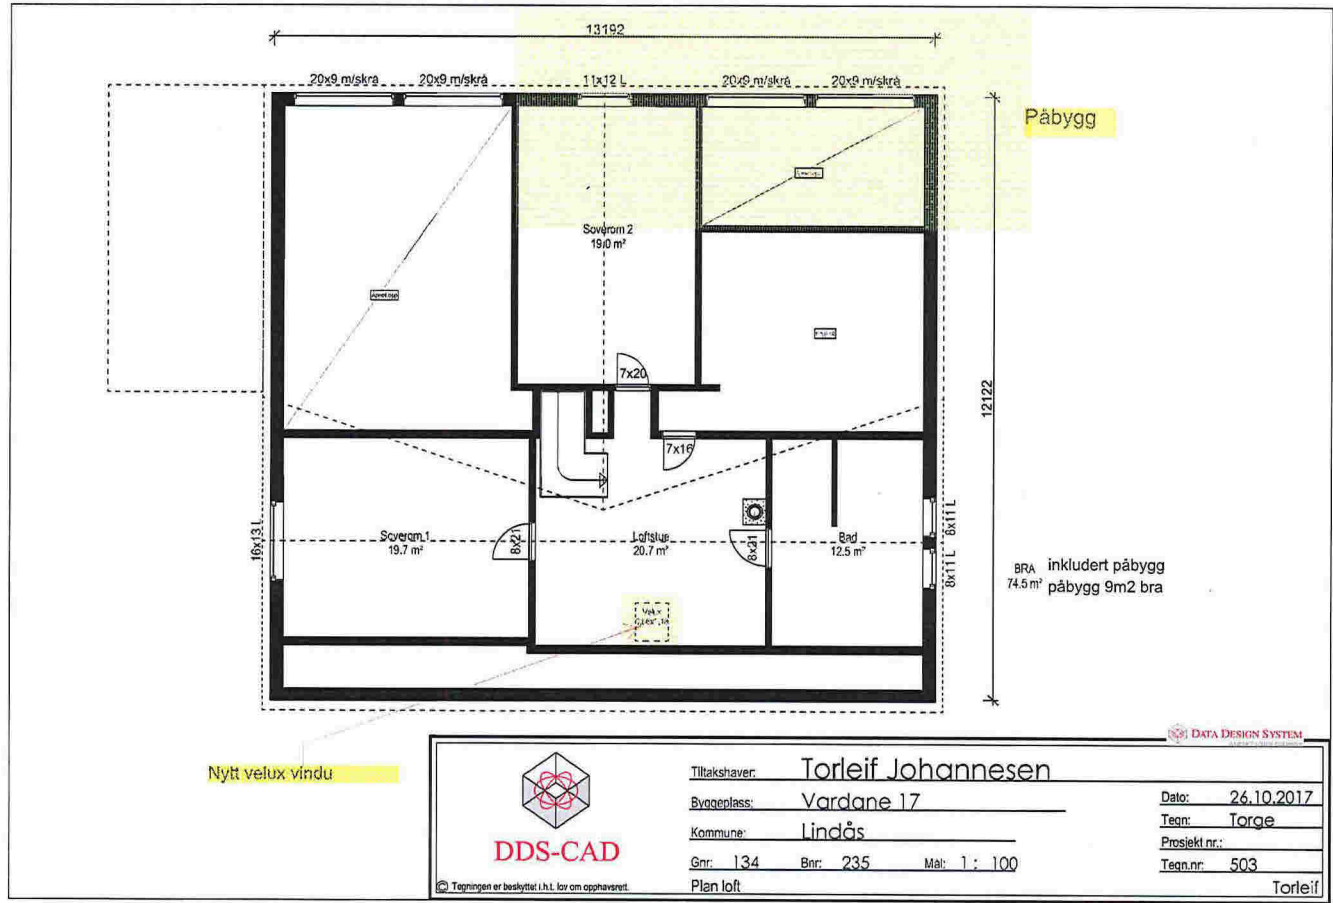 13192
20x9 m/skrå
20x9 m/skrå
11x12 L
20x9 m/skrå
20x9 m/skrå
Påbygg
Soverom 2
19.0 m²
12122
7x20
7x16
16x13 L
Soverom 1
19.7 m²
8x21
Loftstue
20.7 m²
8x21
Bad
12.5 m²
8x11 L
8x11 L
BRA inkludert påbygg
74.5 m² påbygg 9m2 bra
Velux
Nytt velux vindu
DATA DESIGN SYSTEM
DDS-CAD
© Tegningen er beskyttet i.h.t. lov om opphavsrett.
Tiltakshaver: Torleif Johannesen
Byggeplass: Vardane 17
Kommune: Lindås
Gnr: 134 Bnr: 235 Mål: 1 : 100
Plan loft
Dato: 26.10.2017
Tegn: Torge
Prosjekt nr.:
Tegn.nr: 503
Torleif